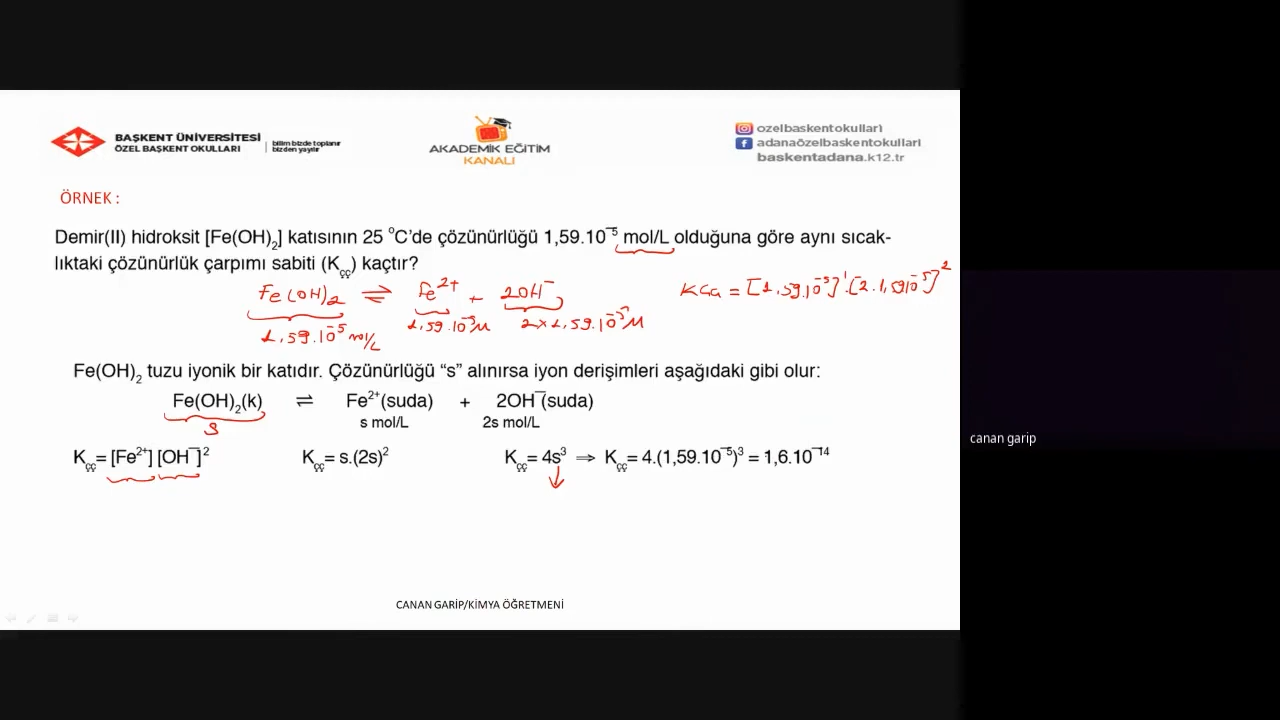 BAŞKENT ÜNİVERSİTESİ
ÖZEL BAŞKENT OKULLARI
bilim bizde toplanır
bizden yayılır
AKADEMİK EĞİTİM
KANALI
ozelbaskentokullari
adanaözelbaskentokullari
baskentadana.k12.tr
ÖRNEK :
Demir(II) hidroksit [Fe(OH)₂] katısının 25 °C'de çözünürlüğü 1,59.10⁻⁵ mol/L olduğuna göre aynı sıcak-
lıktaki çözünürlük çarpımı sabiti (Kçç) kaçtır?
Fe(OH)₂ ⇌ Fe²⁺ + 2OH⁻
Kçç = [1,59.10⁻⁵]¹.[2.1,59.10⁻⁵]²
1,59.10⁻⁵ mol/L 1,59.10⁻⁵M 2x1,59.10⁻⁵M
Fe(OH)₂ tuzu iyonik bir katıdır. Çözünürlüğü “s” alınırsa iyon derişimleri aşağıdaki gibi olur:
Fe(OH)₂(k) ⇌ Fe²⁺(suda) + 2OH⁻(suda)
s s mol/L 2s mol/L
Kçç= [Fe²⁺] [OH⁻]² Kçç= s.(2s)² Kçç= 4s³ ⇒ Kçç= 4.(1,59.10⁻⁵)³ = 1,6.10⁻¹⁴
CANAN GARİP/KİMYA ÖĞRETMENİ
canan garip